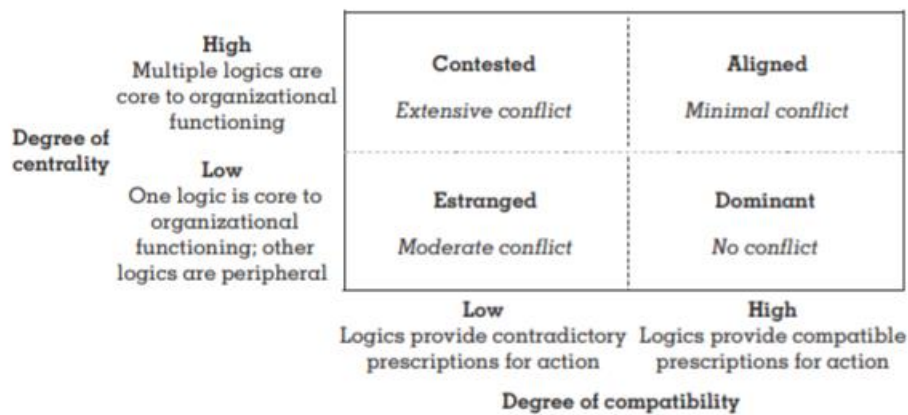 High
Multiple logics are
core to organizational
functioning
Degree of
centrality
Low
One logic is core to
organizational
functioning; other
logics are peripheral
Contested
Extensive conflict
Aligned
Minimal conflict
Estranged
Moderate conflict
Dominant
No conflict
Low
Logics provide contradictory
prescriptions for action
High
Logics provide compatible
prescriptions for action
Degree of compatibility